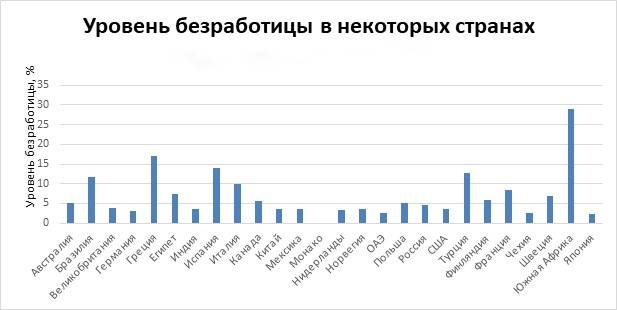 Уровень безработицы в некоторых странах
Уровень безработицы, %
35
30
25
20
15
10
5
0
Австралия
Бразилия
Великобритания
Германия
Греция
Египет
Индия
Испания
Италия
Канада
Китай
Мексика
Монако
Нидерланды
Норвегия
ОАЭ
Польша
Россия
США
Турция
Финляндия
Франция
Чехия
Швеция
Южная Африка
Япония